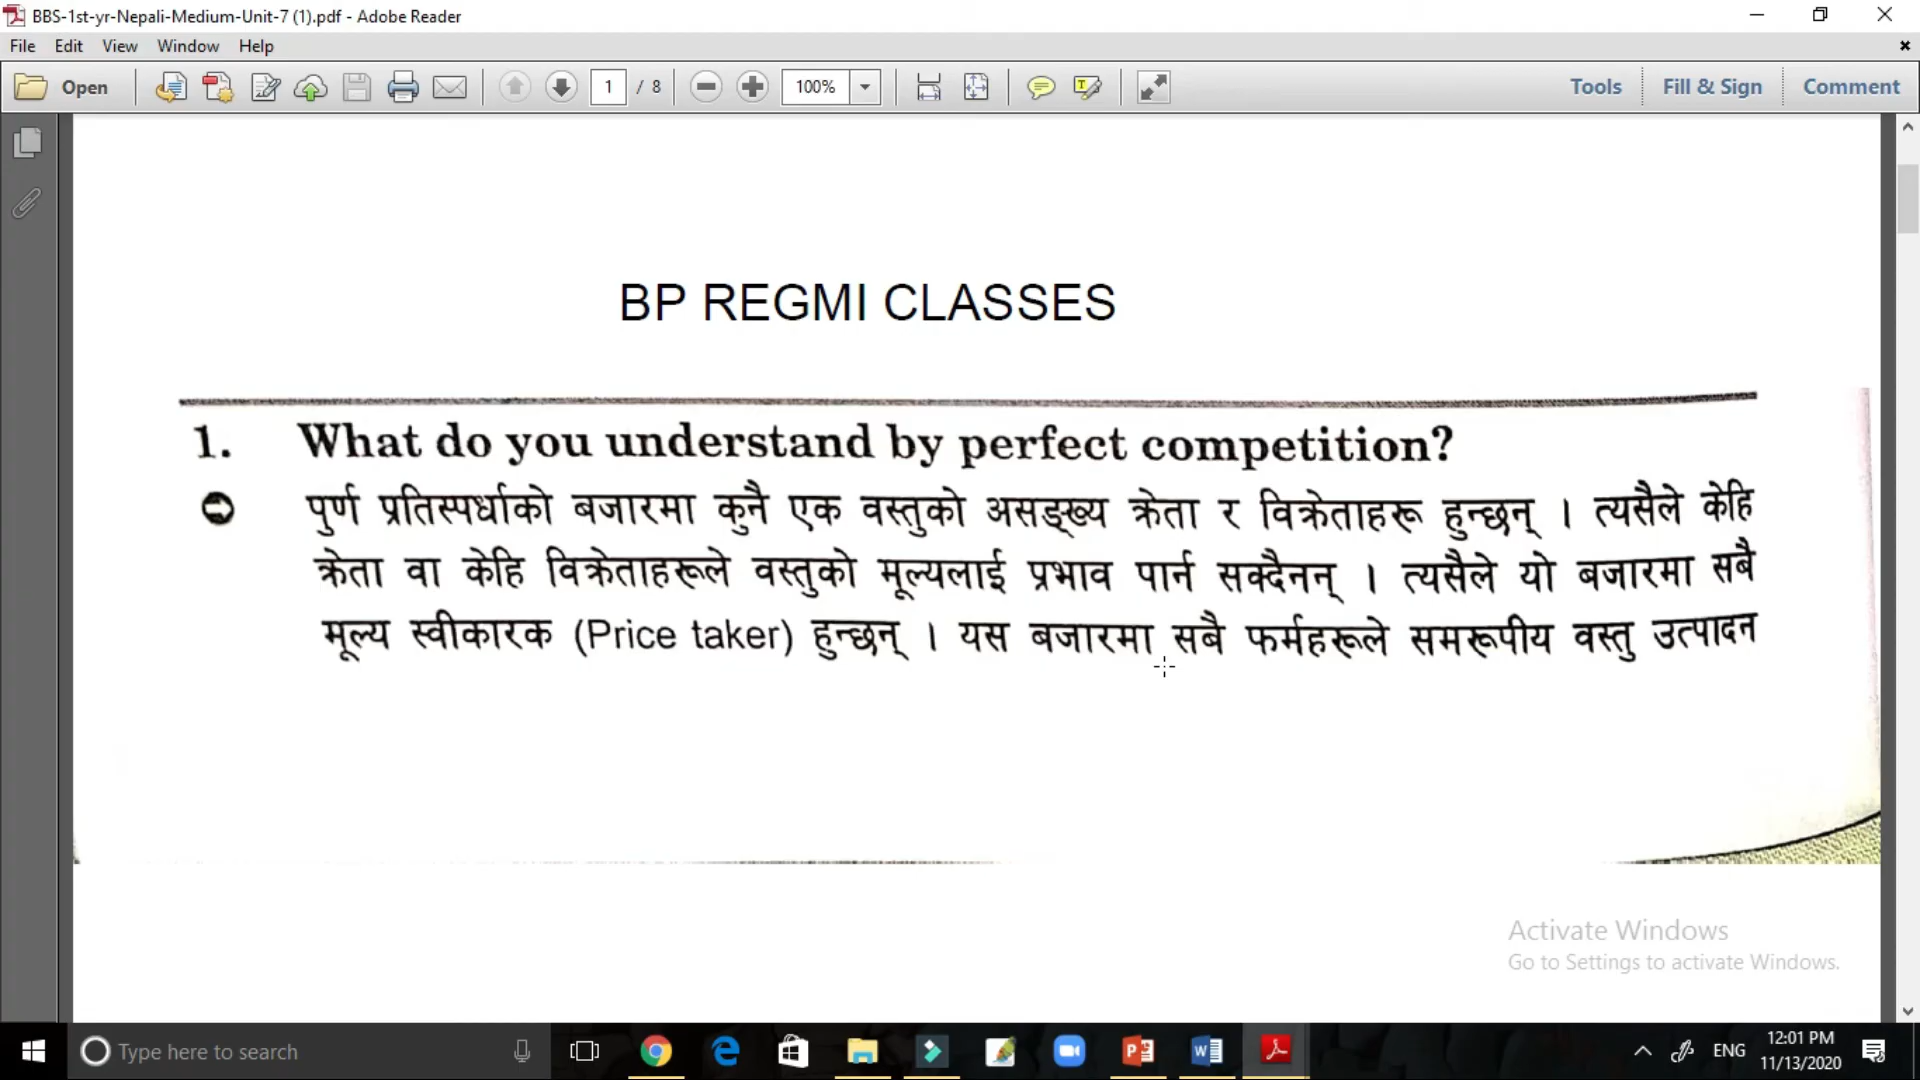 BBS-1st-yr-Nepali-Medium-Unit-7 (1).pdf - Adobe Reader
File Edit View Window Help
Open 1 / 8 100% Tools Fill & Sign Comment
BP REGMI CLASSES
1. What do you understand by perfect competition?
पुर्ण प्रतिस्पर्धाको बजारमा कुनै एक वस्तुको असङ्ख्य क्रेता र विक्रेताहरू हुन्छन् । त्यसैले केहि
क्रेता वा केहि विक्रेताहरूले वस्तुको मूल्यलाई प्रभाव पार्न सक्दैनन् । त्यसैले यो बजारमा सबै
मूल्य स्वीकारक (Price taker) हुन्छन् । यस बजारमा सबै फर्महरूले समरूपीय वस्तु उत्पादन
Activate Windows
Go to Settings to activate Windows.
Type here to search
ENG
12:01 PM
11/13/2020